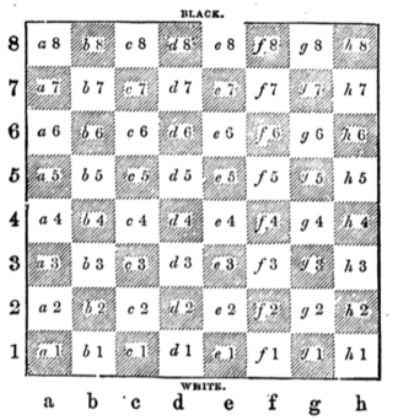 BLACK.
8 a 8 b 8 c 8 d 8 e 8 f 8 g 8 h 8
7 a 7 b 7 c 7 d 7 e 7 f 7 g 7 h 7
6 a 6 b 6 c 6 d 6 e 6 f 6 g 6 h 6
5 a 5 b 5 c 5 d 5 e 5 f 5 g 5 h 5
4 a 4 b 4 c 4 d 4 e 4 f 4 g 4 h 4
3 a 3 b 3 c 3 d 3 e 3 f 3 g 3 h 3
2 a 2 b 2 c 2 d 2 e 2 f 2 g 2 h 2
1 a 1 b 1 c 1 d 1 e 1 f 1 g 1 h 1
WHITE.
a b c d e f g h